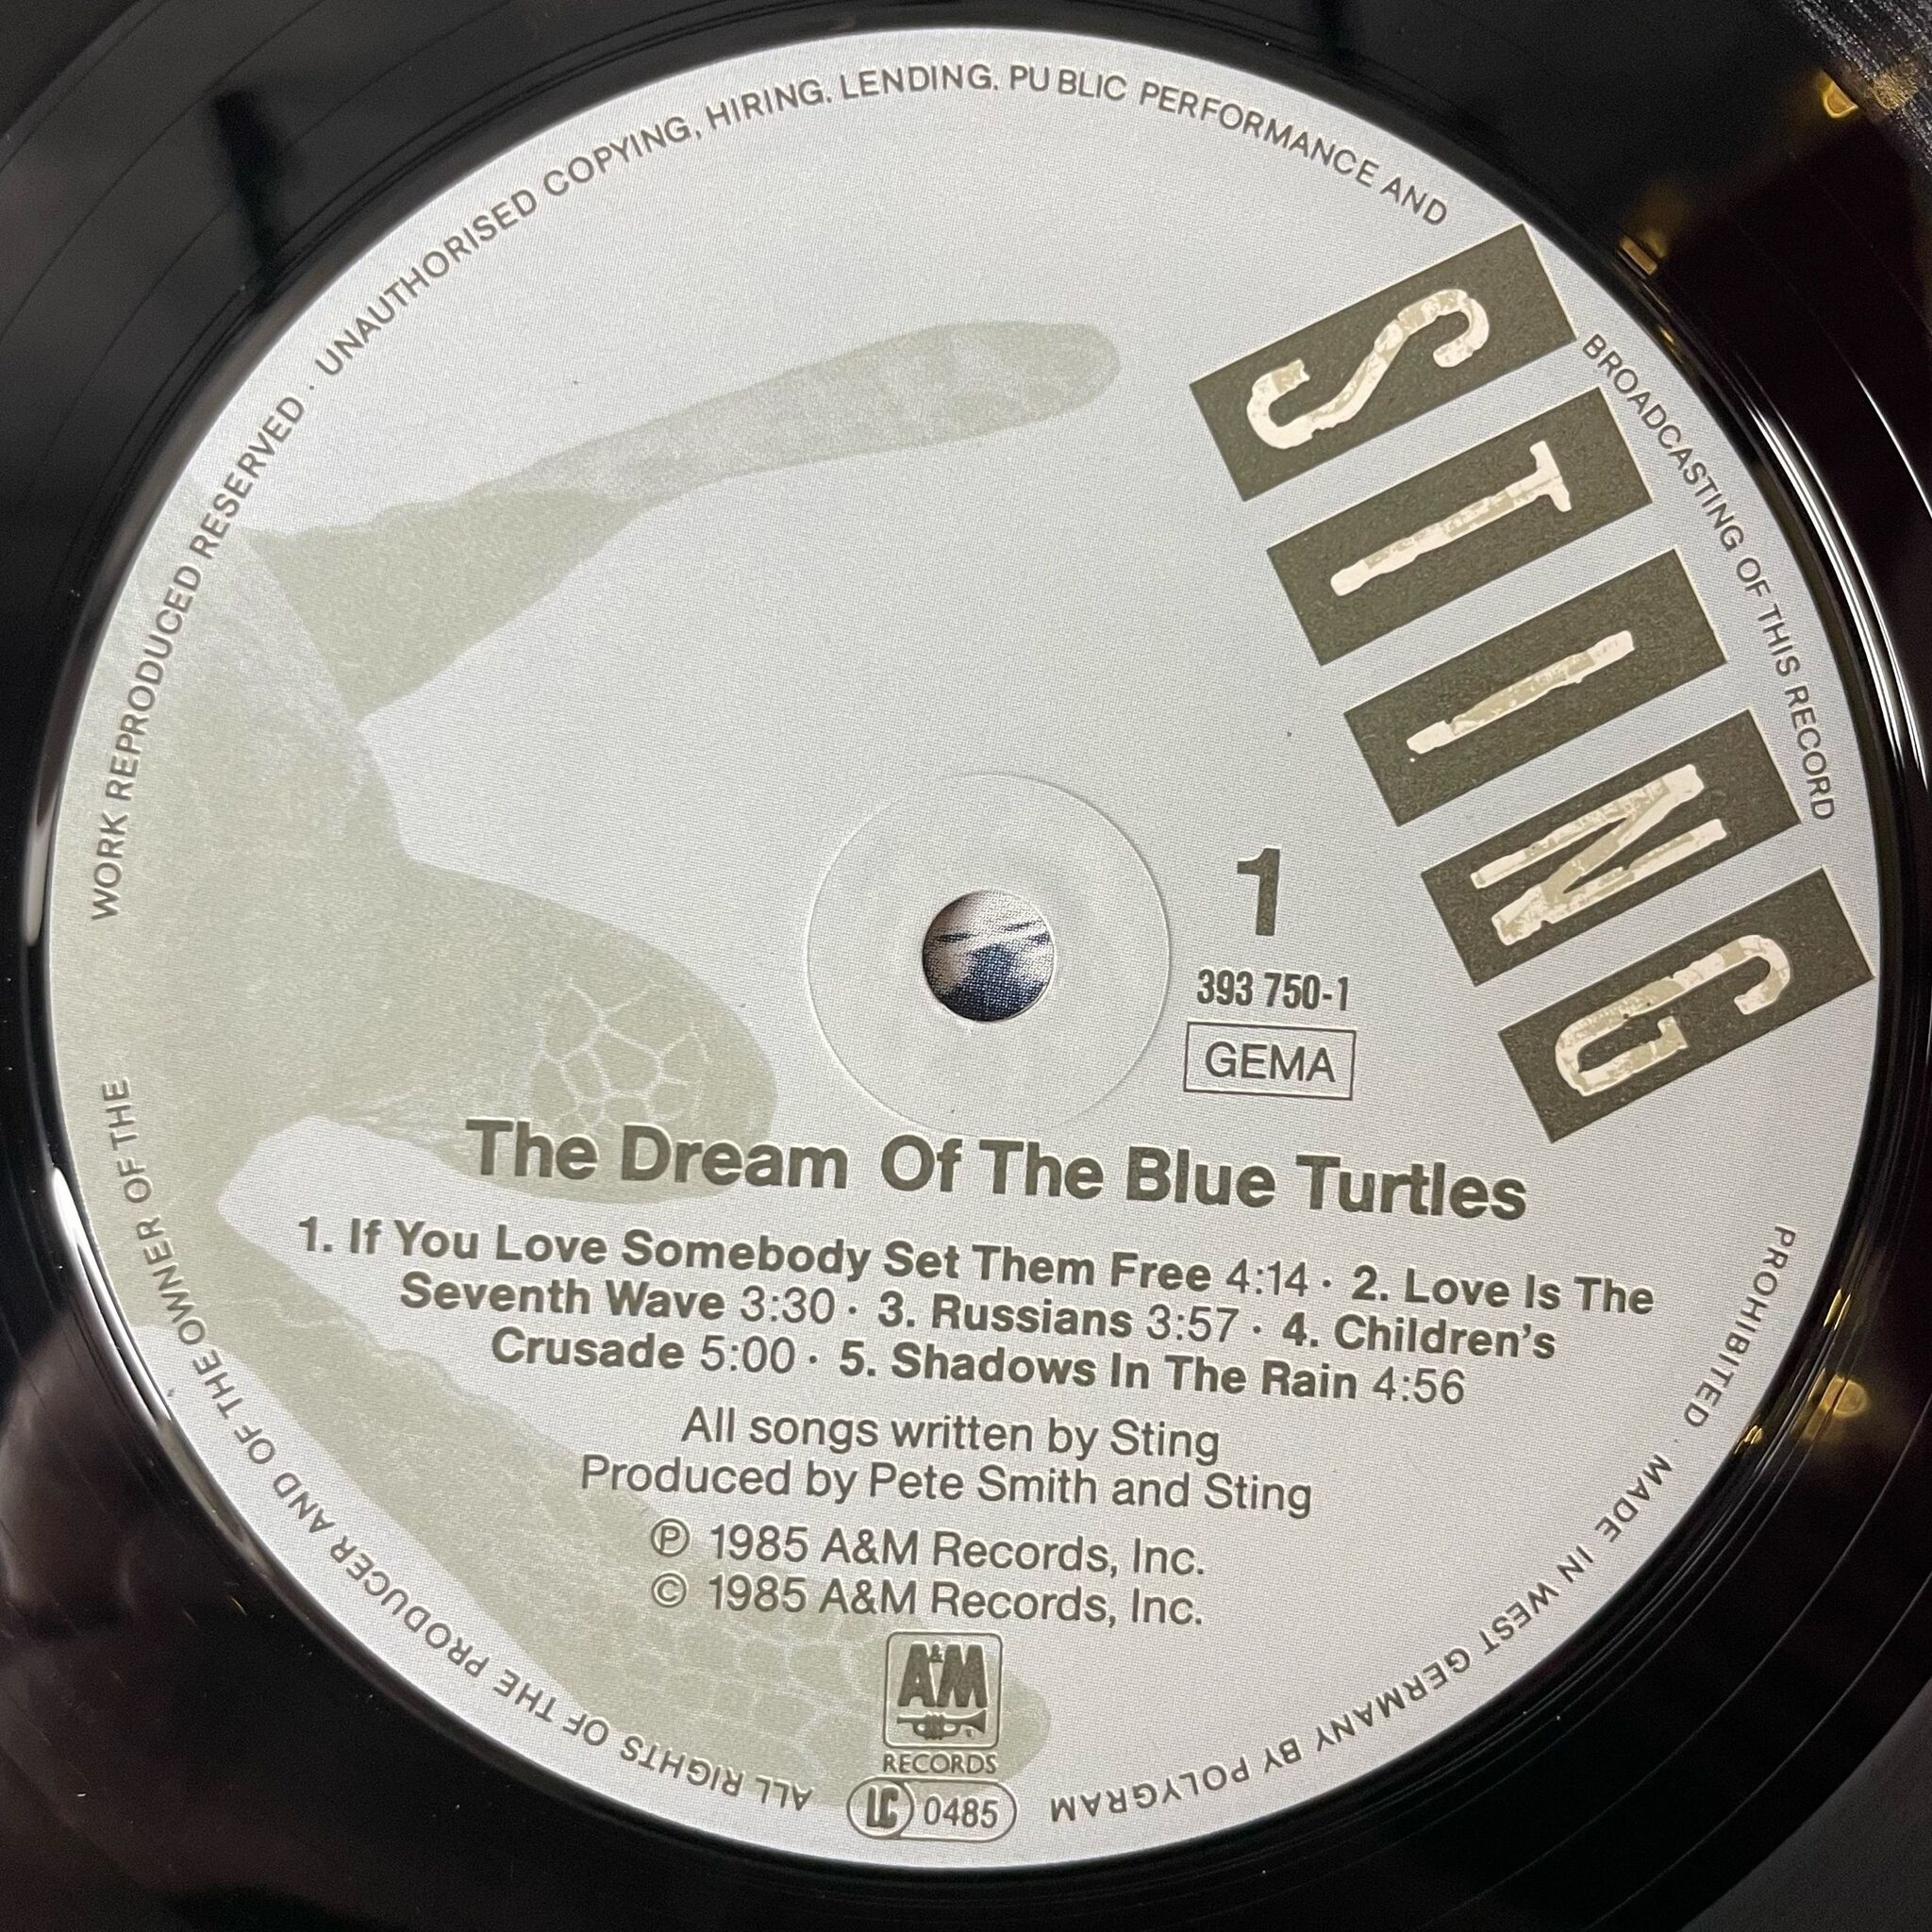 STING
1
393 750-1
GEMA
The Dream Of The Blue Turtles
1. If You Love Somebody Set Them Free 4:14 · 2. Love Is The
Seventh Wave 3:30 · 3. Russians 3:57 · 4. Children's
Crusade 5:00 · 5. Shadows In The Rain 4:56
All songs written by Sting
Produced by Pete Smith and Sting
℗ 1985 A&M Records, Inc.
© 1985 A&M Records, Inc.
A&M
RECORDS
LC 0485
ALL RIGHTS OF THE PRODUCER AND OF THE OWNER OF THE WORK REPRODUCED RESERVED · UNAUTHORISED COPYING, HIRING, LENDING, PUBLIC PERFORMANCE AND BROADCASTING OF THIS RECORD PROHIBITED MADE IN WEST GERMANY BY POLYGRAM